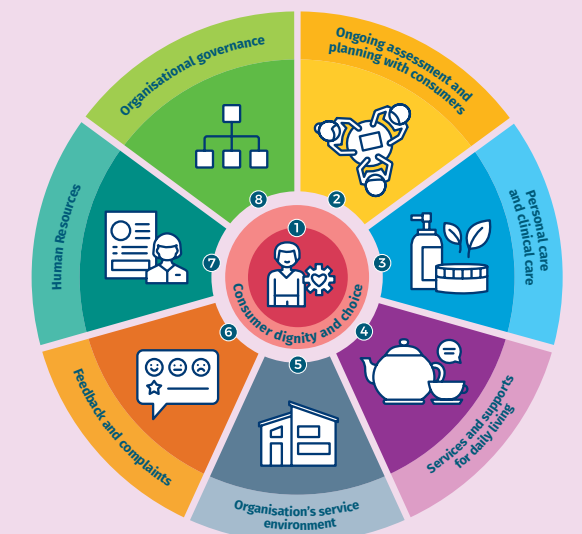 1
Consumer dignity and choice
2
Ongoing assessment and
planning with consumers
3
Personal care
and clinical care
4
Services and supports
for daily living
5
Organisation's service
environment
6
Feedback and complaints
7
Human Resources
8
Organisational governance